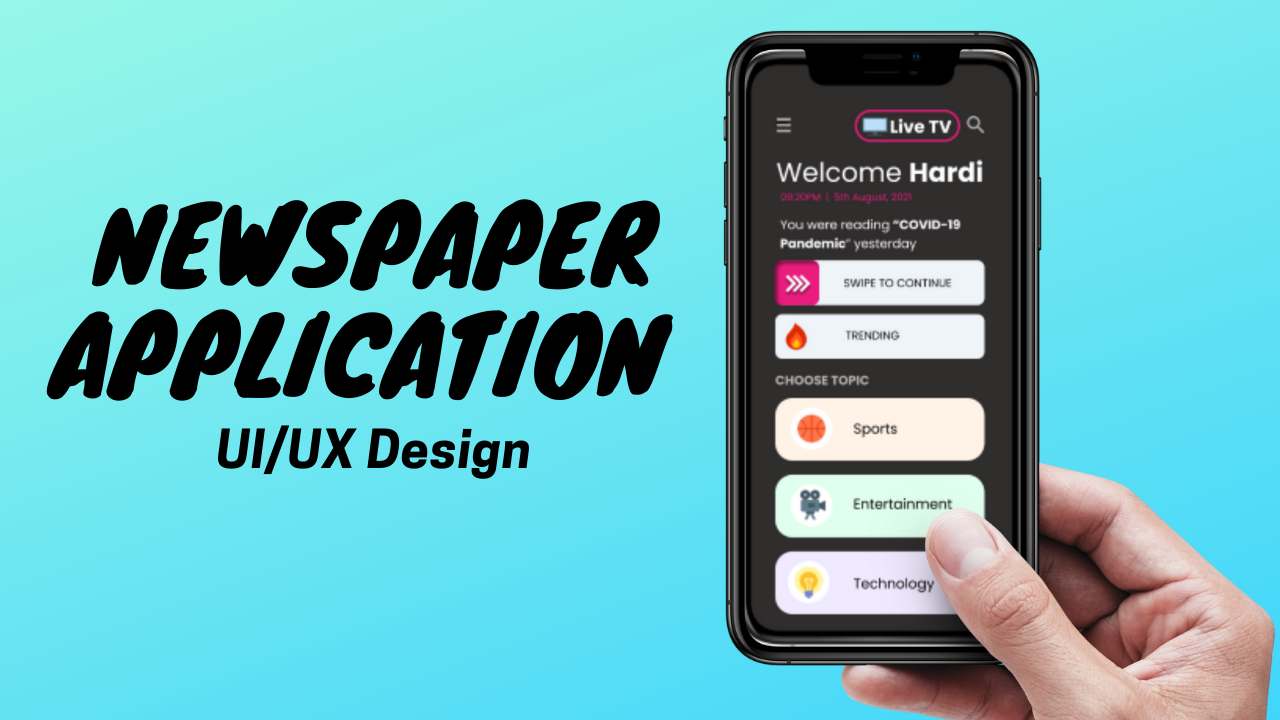 NEWSPAPER
APPLICATION
UI/UX Design
Live TV
Welcome Hardi
09:20PM | 5th August, 2021
You were reading “COVID-19
Pandemic” yesterday
SWIPE TO CONTINUE
TRENDING
CHOOSE TOPIC
Sports
Entertainment
Technology